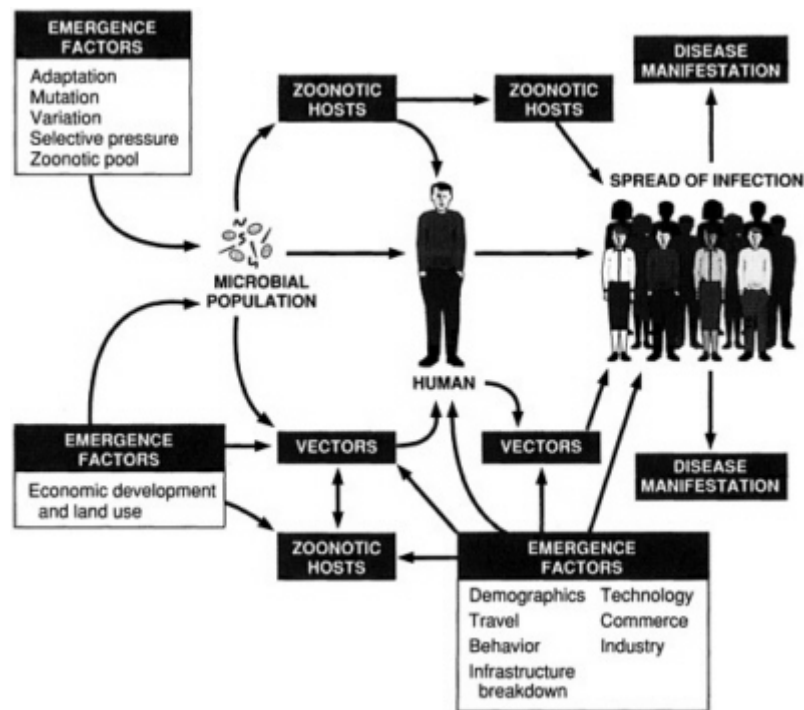 EMERGENCE
FACTORS
Adaptation
Mutation
Variation
Selective pressure
Zoonotic pool
ZOONOTIC
HOSTS
ZOONOTIC
HOSTS
DISEASE
MANIFESTATION
SPREAD OF INFECTION
MICROBIAL
POPULATION
HUMAN
EMERGENCE
FACTORS
Economic development
and land use
VECTORS
VECTORS
DISEASE
MANIFESTATION
ZOONOTIC
HOSTS
EMERGENCE
FACTORS
Demographics Technology
Travel Commerce
Behavior Industry
Infrastructure
breakdown